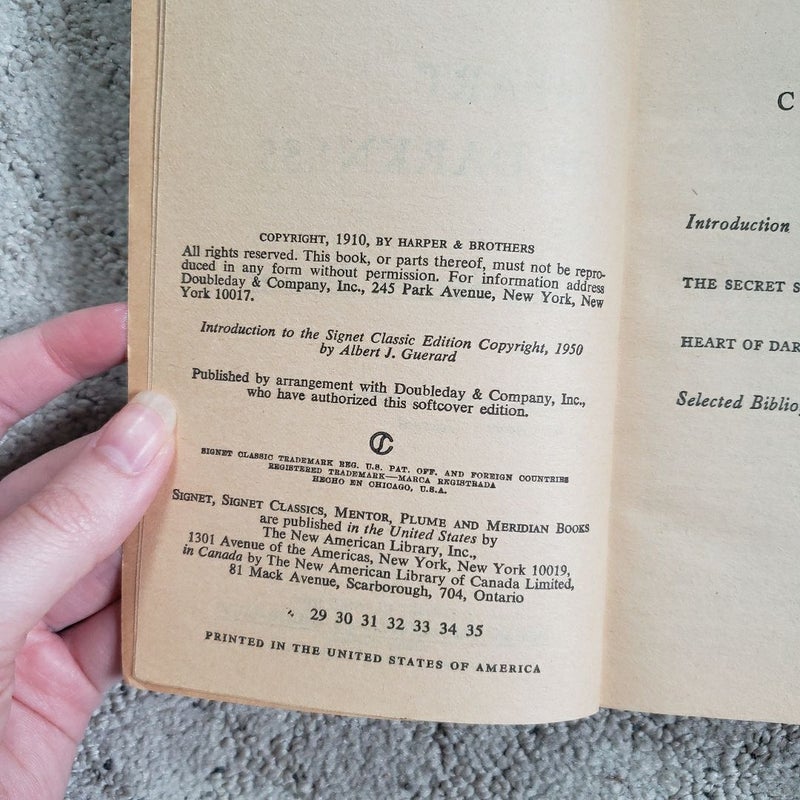 COPYRIGHT, 1910, BY HARPER & BROTHERS
All rights reserved. This book, or parts thereof, must not be repro-
duced in any form without permission. For information address
Doubleday & Company, Inc., 245 Park Avenue, New York, New
York 10017.
Introduction to the Signet Classic Edition Copyright, 1950
by Albert J. Guerard
Published by arrangement with Doubleday & Company, Inc.,
who have authorized this softcover edition.
SIGNET CLASSIC TRADEMARK REG. U.S. PAT. OFF. AND FOREIGN COUNTRIES
REGISTERED TRADEMARK—MARCA REGISTRADA
HECHO EN CHICAGO, U.S.A.
SIGNET, SIGNET CLASSICS, MENTOR, PLUME AND MERIDIAN BOOKS
are published in the United States by
The New American Library, Inc.,
1301 Avenue of the Americas, New York, New York 10019,
in Canada by The New American Library of Canada Limited,
81 Mack Avenue, Scarborough, 704, Ontario
29 30 31 32 33 34 35
PRINTED IN THE UNITED STATES OF AMERICA
C
Introduction
THE SECRET S
HEART OF DAR
Selected Biblio